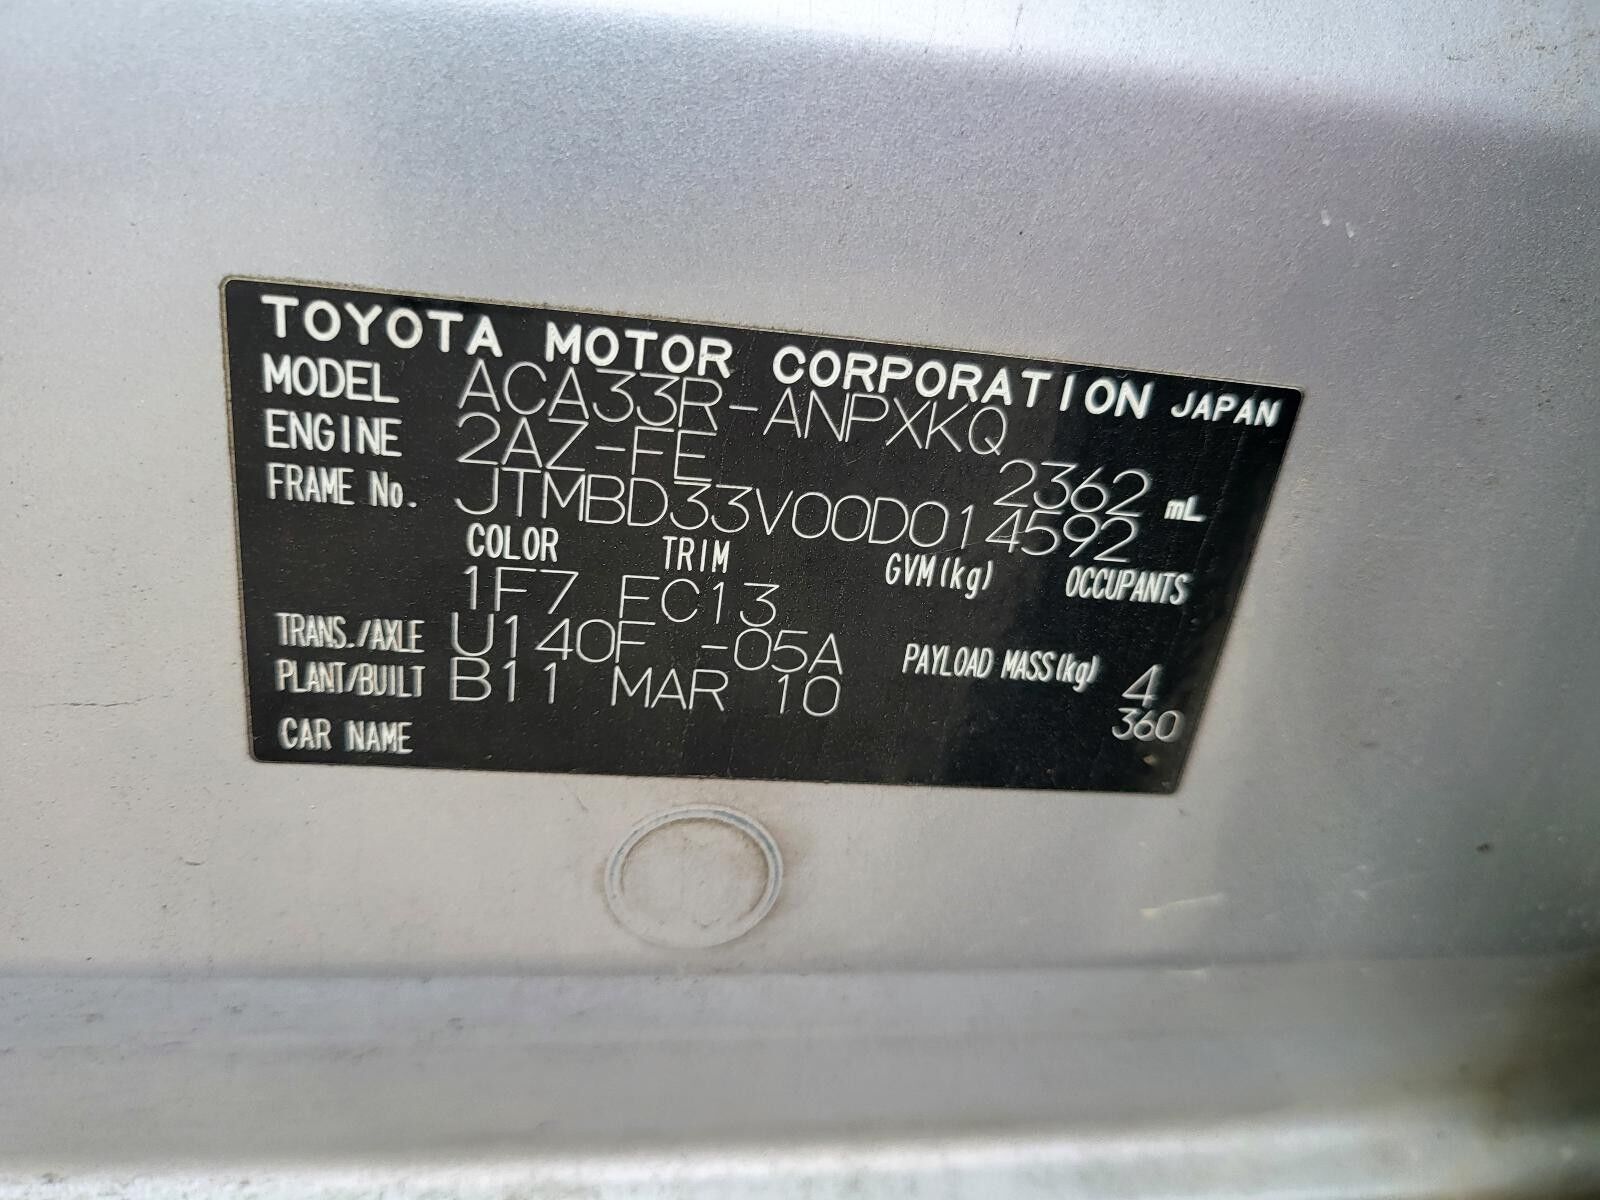 TOYOTA MOTOR CORPORATION JAPAN
MODEL ACA33R-ANPXKQ
ENGINE 2AZ-FE 2362 mL
FRAME No. JTMBD33V00D014592
COLOR TRIM GVM(kg) OCCUPANTS
1F7 FC13
TRANS./AXLE U140F -05A PAYLOAD MASS(kg) 4
PLANT/BUILT B11 MAR 10 360
CAR NAME